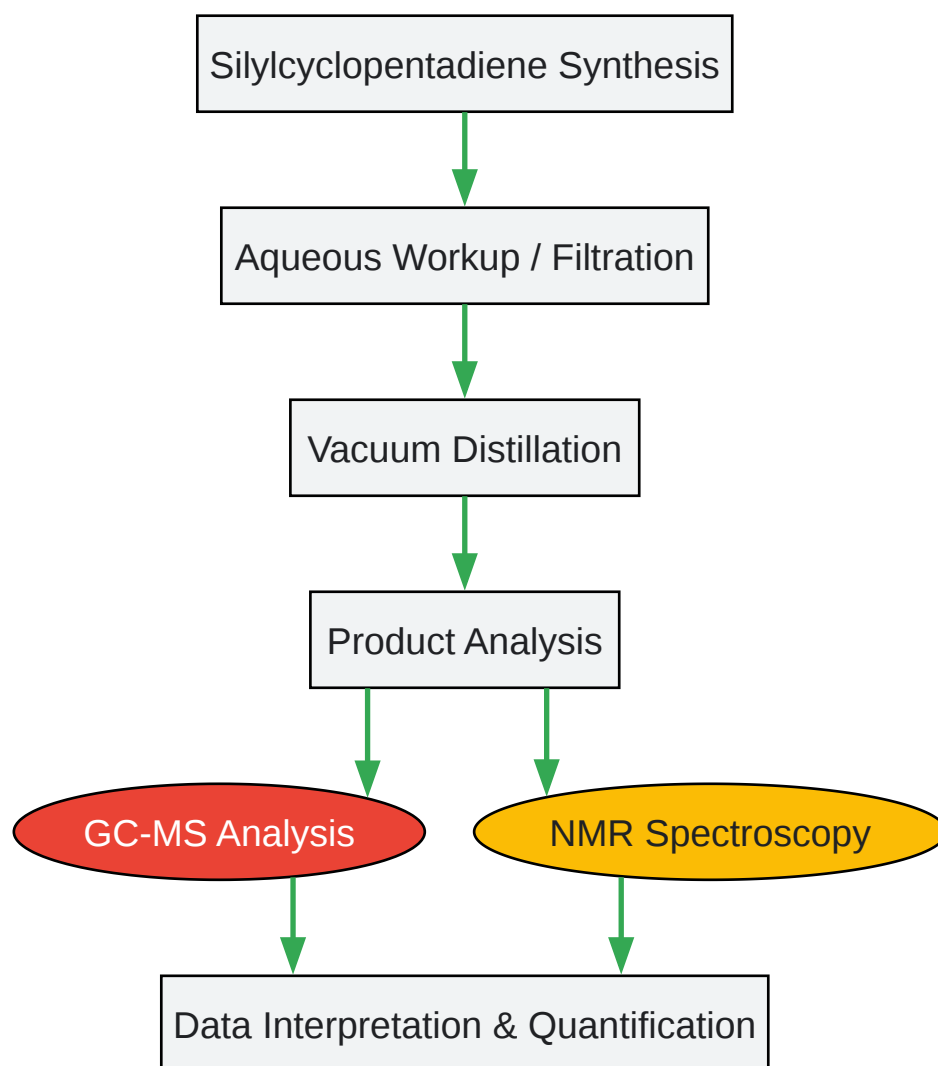 Silylcyclopentadiene Synthesis
Aqueous Workup / Filtration
Vacuum Distillation
Product Analysis
GC-MS Analysis
NMR Spectroscopy
Data Interpretation & Quantification